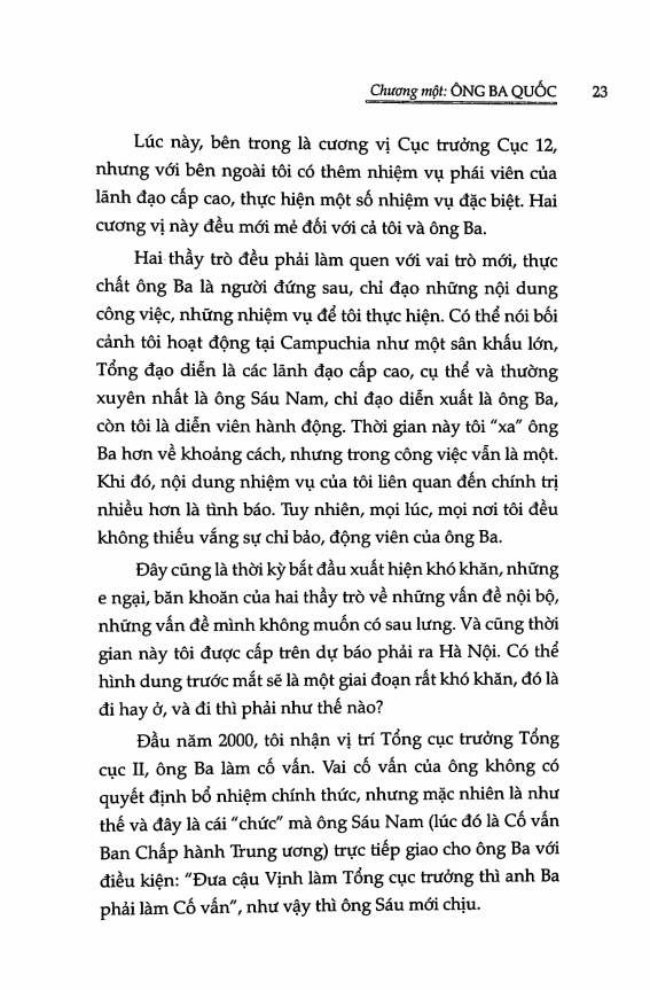 Chương một: ÔNG BA QUỐC 23
Lúc này, bên trong là cương vị Cục trưởng Cục 12,
nhưng với bên ngoài tôi có thêm nhiệm vụ phái viên của
lãnh đạo cấp cao, thực hiện một số nhiệm vụ đặc biệt. Hai
cương vị này đều mới mẻ đối với cả tôi và ông Ba.
Hai thầy trò đều phải làm quen với vai trò mới, thực
chất ông Ba là người đứng sau, chỉ đạo những nội dung
công việc, những nhiệm vụ để tôi thực hiện. Có thể nói bối
cảnh tôi hoạt động tại Campuchia như một sân khấu lớn,
Tổng đạo diễn là các lãnh đạo cấp cao, cụ thể và thường
xuyên nhất là ông Sáu Nam, chỉ đạo diễn xuất là ông Ba,
còn tôi là diễn viên hành động. Thời gian này tôi "xa" ông
Ba hơn về khoảng cách, nhưng trong công việc vẫn là một.
Khi đó, nội dung nhiệm vụ của tôi liên quan đến chính trị
nhiều hơn là tình báo. Tuy nhiên, mọi lúc, mọi nơi tôi đều
không thiếu vắng sự chỉ bảo, động viên của ông Ba.
Đây cũng là thời kỳ bắt đầu xuất hiện khó khăn, những
e ngại, băn khoăn của hai thầy trò về những vấn đề nội bộ,
những vấn đề mình không muốn có sau lưng. Và cũng thời
gian này tôi được cấp trên dự báo phải ra Hà Nội. Có thể
hình dung trước mắt sẽ là một giai đoạn rất khó khăn, đó là
đi hay ở, và đi thì phải như thế nào?
Đầu năm 2000, tôi nhận vị trí Tổng cục trưởng Tổng
cục II, ông Ba làm cố vấn. Vai cố vấn của ông không có
quyết định bổ nhiệm chính thức, nhưng mặc nhiên là như
thế và đây là cái "chức" mà ông Sáu Nam (lúc đó là Cố vấn
Ban Chấp hành Trung ương) trực tiếp giao cho ông Ba với
điều kiện: "Đưa cậu Vịnh làm Tổng cục trưởng thì anh Ba
phải làm Cố vấn", như vậy thì ông Sáu mới chịu.